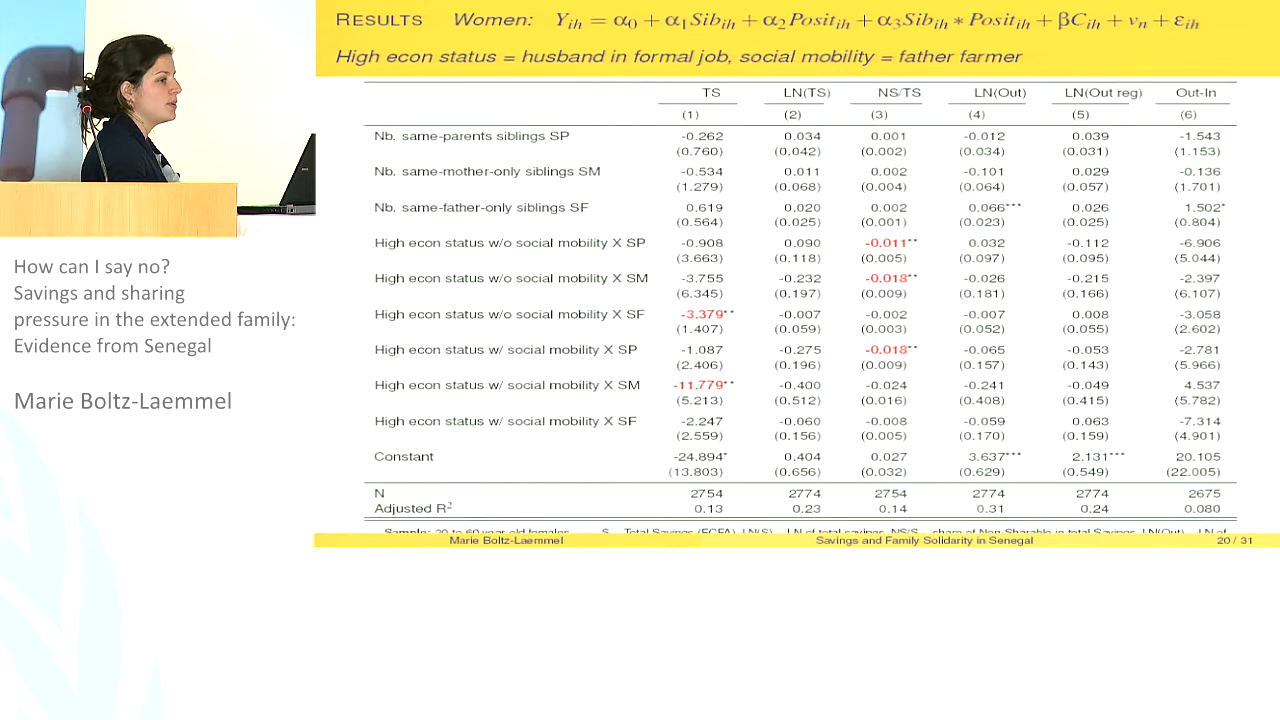 RESULTS Women: Y_ih = α_0 + α_1Sib_ih + α_2Posit_ih + α_3Sib_ih * Posit_ih + βC_ih + v_n + ε_ih
High econ status = husband in formal job, social mobility = father farmer
TS LN(TS) NS/TS LN(Out) LN(Out reg) Out-In
(1) (2) (3) (4) (5) (6)
Nb. same-parents siblings SP -0.262 0.034 0.001 -0.012 0.039 -1.543
(0.760) (0.042) (0.002) (0.034) (0.031) (1.153)
Nb. same-mother-only siblings SM -0.534 0.011 0.002 -0.101 0.029 -0.136
(1.279) (0.068) (0.004) (0.064) (0.057) (1.701)
Nb. same-father-only siblings SF 0.619 0.020 0.002 0.066*** 0.026 1.502*
(0.564) (0.025) (0.001) (0.023) (0.025) (0.804)
High econ status w/o social mobility X SP -0.908 0.090 -0.011** 0.032 -0.112 -6.906
(3.663) (0.118) (0.005) (0.097) (0.095) (5.044)
High econ status w/o social mobility X SM -3.755 -0.232 -0.018** -0.026 -0.215 -2.397
(6.345) (0.197) (0.009) (0.181) (0.166) (6.107)
High econ status w/o social mobility X SF -3.379** -0.007 -0.002 -0.007 0.008 -3.058
(1.407) (0.059) (0.003) (0.052) (0.055) (2.602)
High econ status w/ social mobility X SP -1.087 -0.275 -0.018** -0.065 -0.053 -2.781
(2.406) (0.196) (0.009) (0.157) (0.143) (5.966)
High econ status w/ social mobility X SM -11.779** -0.400 -0.024 -0.241 -0.049 4.537
(5.213) (0.512) (0.016) (0.408) (0.415) (5.782)
High econ status w/ social mobility X SF -2.247 -0.060 -0.008 -0.059 0.063 -7.314
(2.559) (0.156) (0.005) (0.170) (0.159) (4.901)
Constant -24.894* 0.404 0.027 3.637*** 2.131*** 20.105
(13.803) (0.656) (0.032) (0.629) (0.549) (22.005)
N 2754 2774 2754 2774 2774 2675
Adjusted R² 0.13 0.23 0.14 0.31 0.24 0.080
Marie Boltz-Laemmel Savings and Family Solidarity in Senegal 20 / 31
How can I say no?
Savings and sharing
pressure in the extended family:
Evidence from Senegal
Marie Boltz-Laemmel